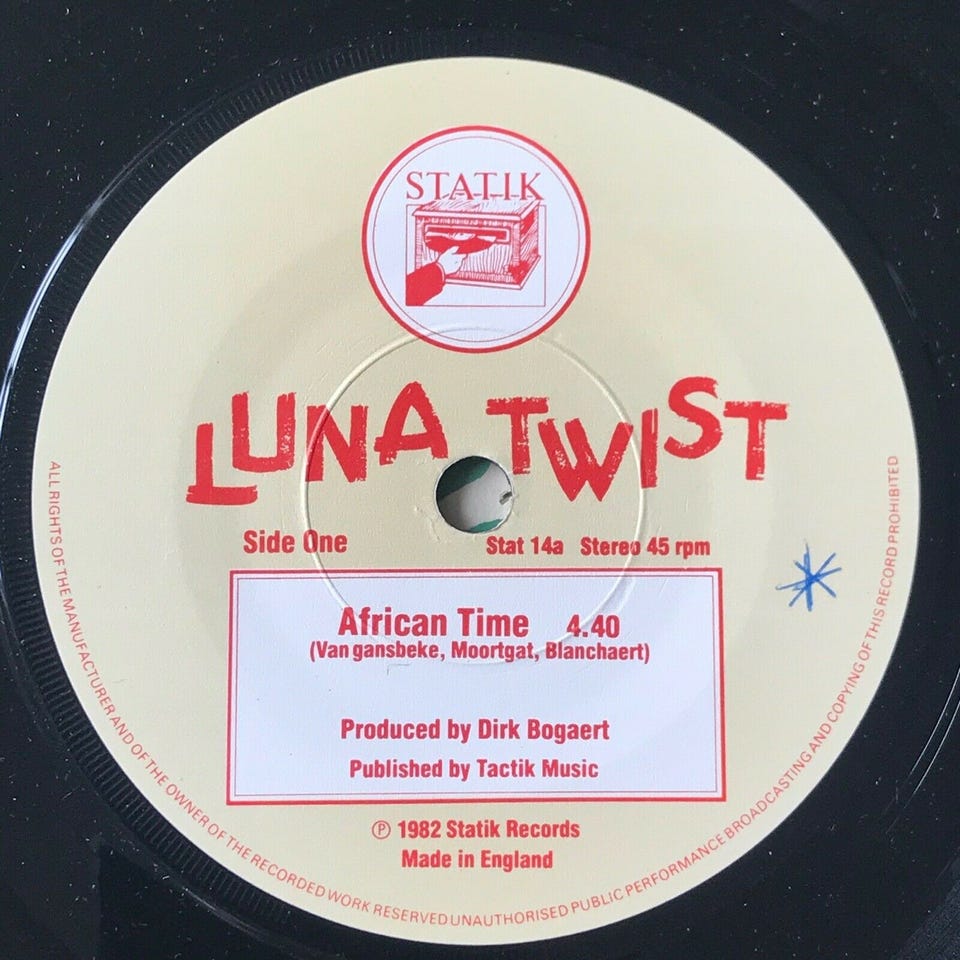 STATIK
LUNA TWIST
Side One
Stat 14a Stereo 45 rpm
African Time 4.40
(Van gansbeke, Moortgat, Blanchaert)
Produced by Dirk Bogaert
Published by Tactik Music
℗ 1982 Statik Records
Made in England
ALL RIGHTS OF THE MANUFACTURER AND OF THE OWNER OF THE RECORDED WORK RESERVED UNAUTHORISED PUBLIC PERFORMANCE BROADCASTING AND COPYING OF THIS RECORD PROHIBITED